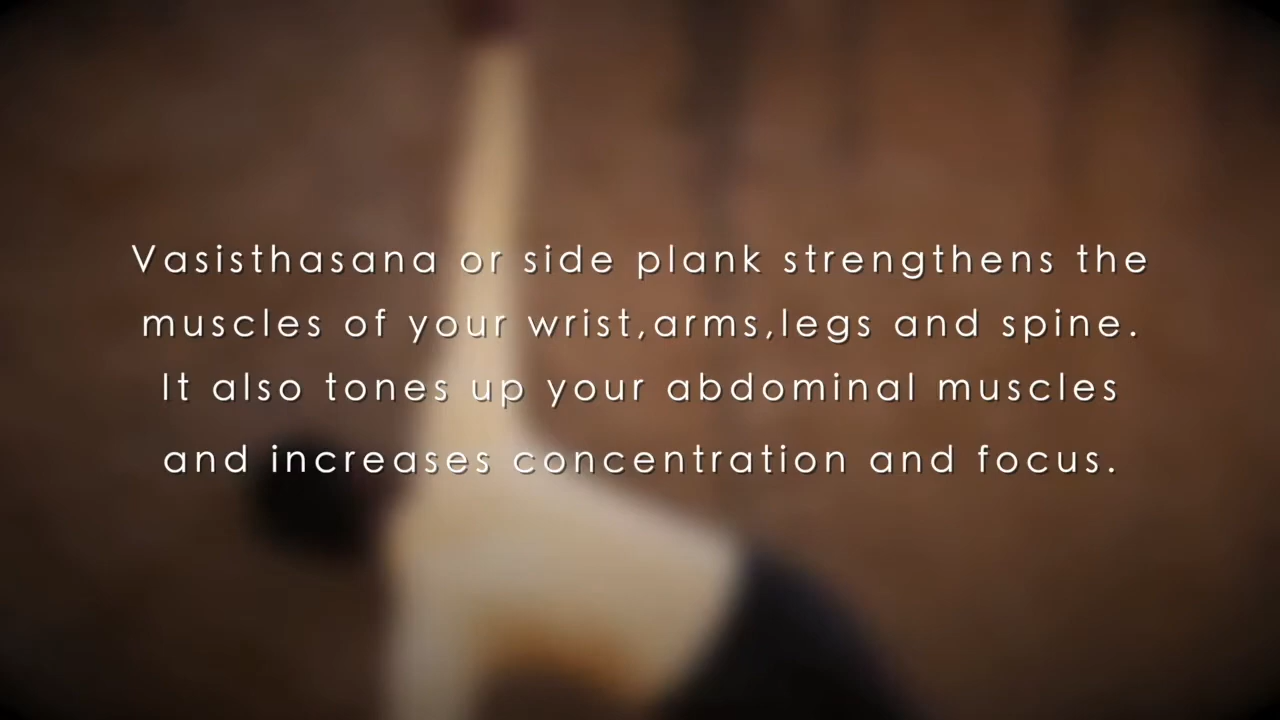 Vasisthasana or side plank strengthens the
muscles of your wrist,arms,legs and spine.
It also tones up your abdominal muscles
and increases concentration and focus.